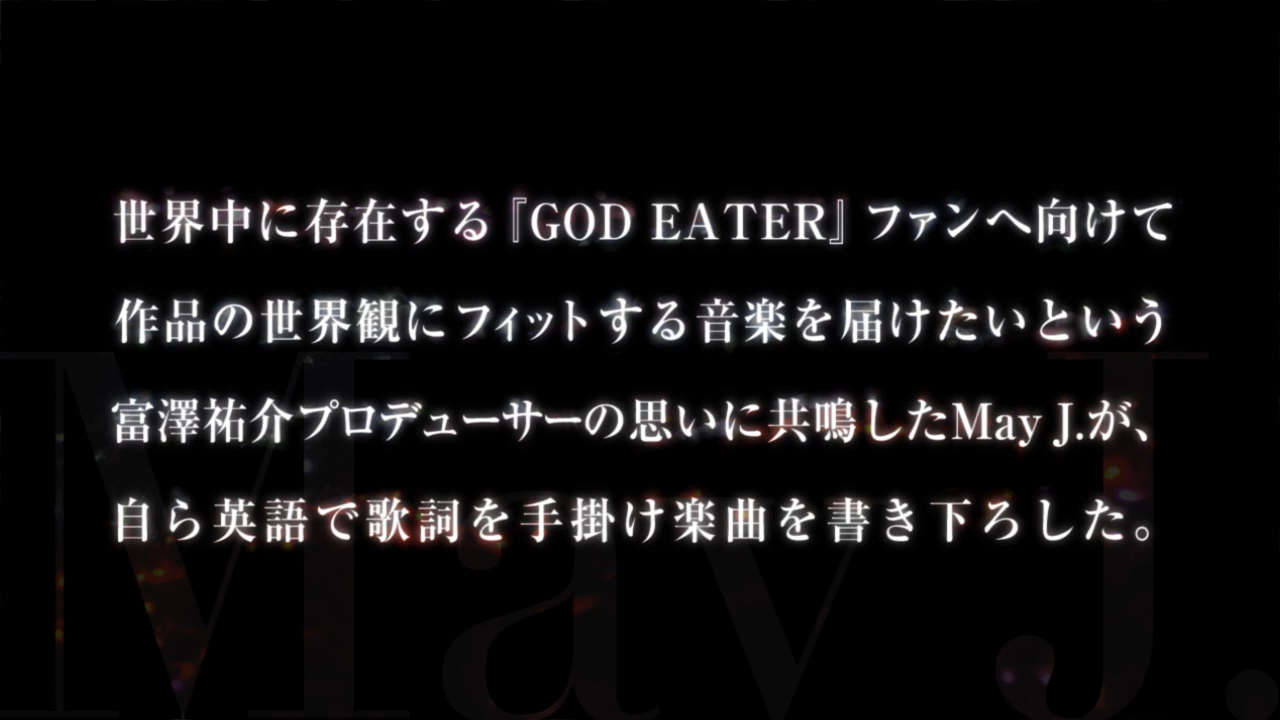 世界中に存在する『GOD EATER』ファンへ向けて
作品の世界観にフィットする音楽を届けたいという
富澤祐介プロデューサーの思いに共鳴したMay J.が、
自ら英語で歌詞を手掛け楽曲を書き下ろした。
May J.